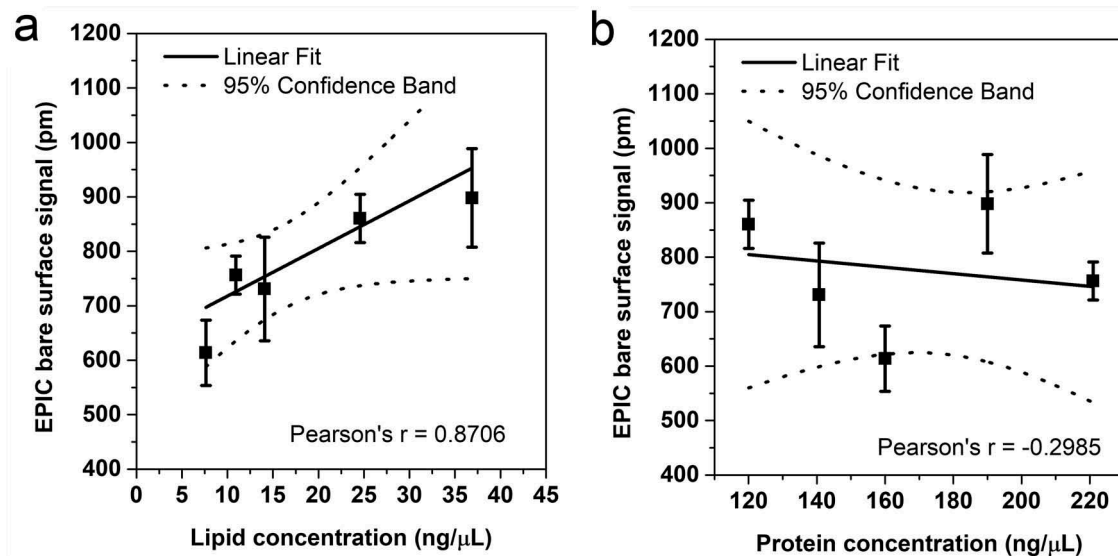 a
1200
1100
1000
900
800
700
600
500
400
EPIC bare surface signal (pm)
Linear Fit
95% Confidence Band
Pearson's r = 0.8706
0 5 10 15 20 25 30 35 40 45
Lipid concentration (ng/μL)
b
1200
1100
1000
900
800
700
600
500
400
EPIC bare surface signal (pm)
Linear Fit
95% Confidence Band
Pearson's r = -0.2985
120 140 160 180 200 220
Protein concentration (ng/μL)